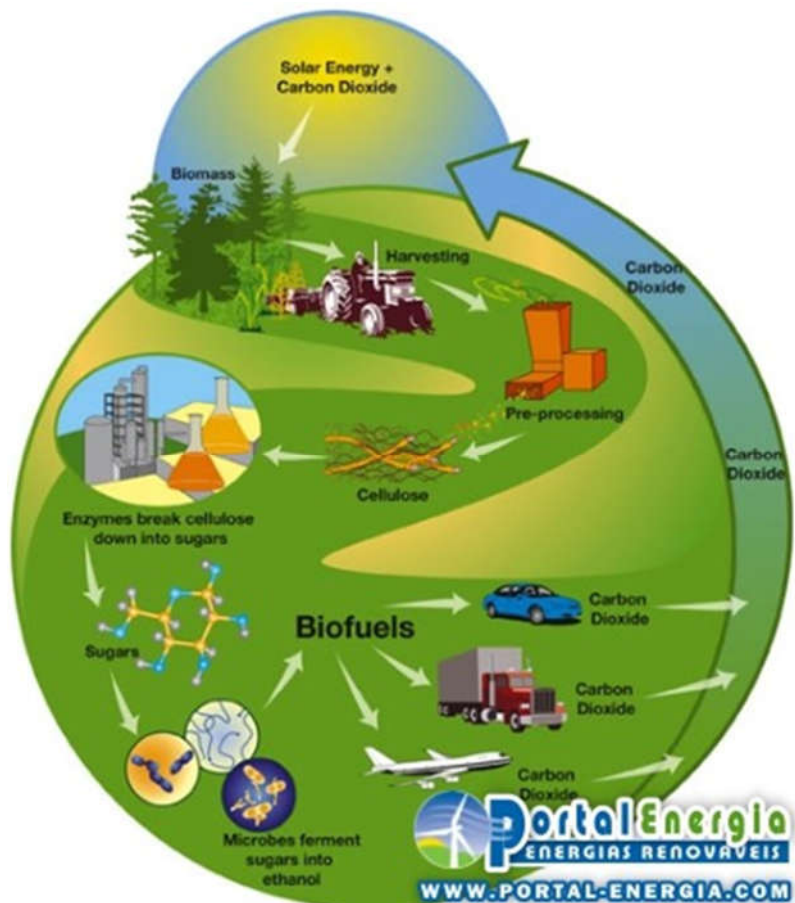 Solar Energy +
Carbon Dioxide
Biomass
Harvesting
Carbon
Dioxide
Pre-processing
Cellulose
Carbon
Dioxide
Enzymes break cellulose
down into sugars
Sugars
Biofuels
Carbon
Dioxide
Carbon
Dioxide
Carbon
Dioxide
Microbes ferment
sugars into
ethanol
PortalEnergia
ENERGIAS RENOVÁVEIS
WWW.PORTAL-ENERGIA.COM